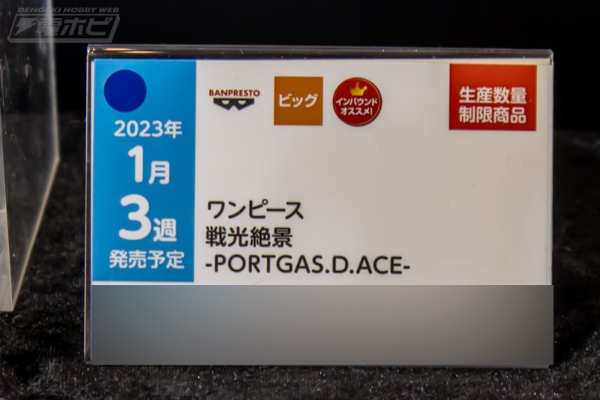 DENGEKI HOBBY WEB
電ホビ
2023年
1月
3週
発売予定
BANPRESTO
ビッグ
インバウンド
オススメ!
生産数量
制限商品
ワンピース
戦光絶景
-PORTGAS.D.ACE-